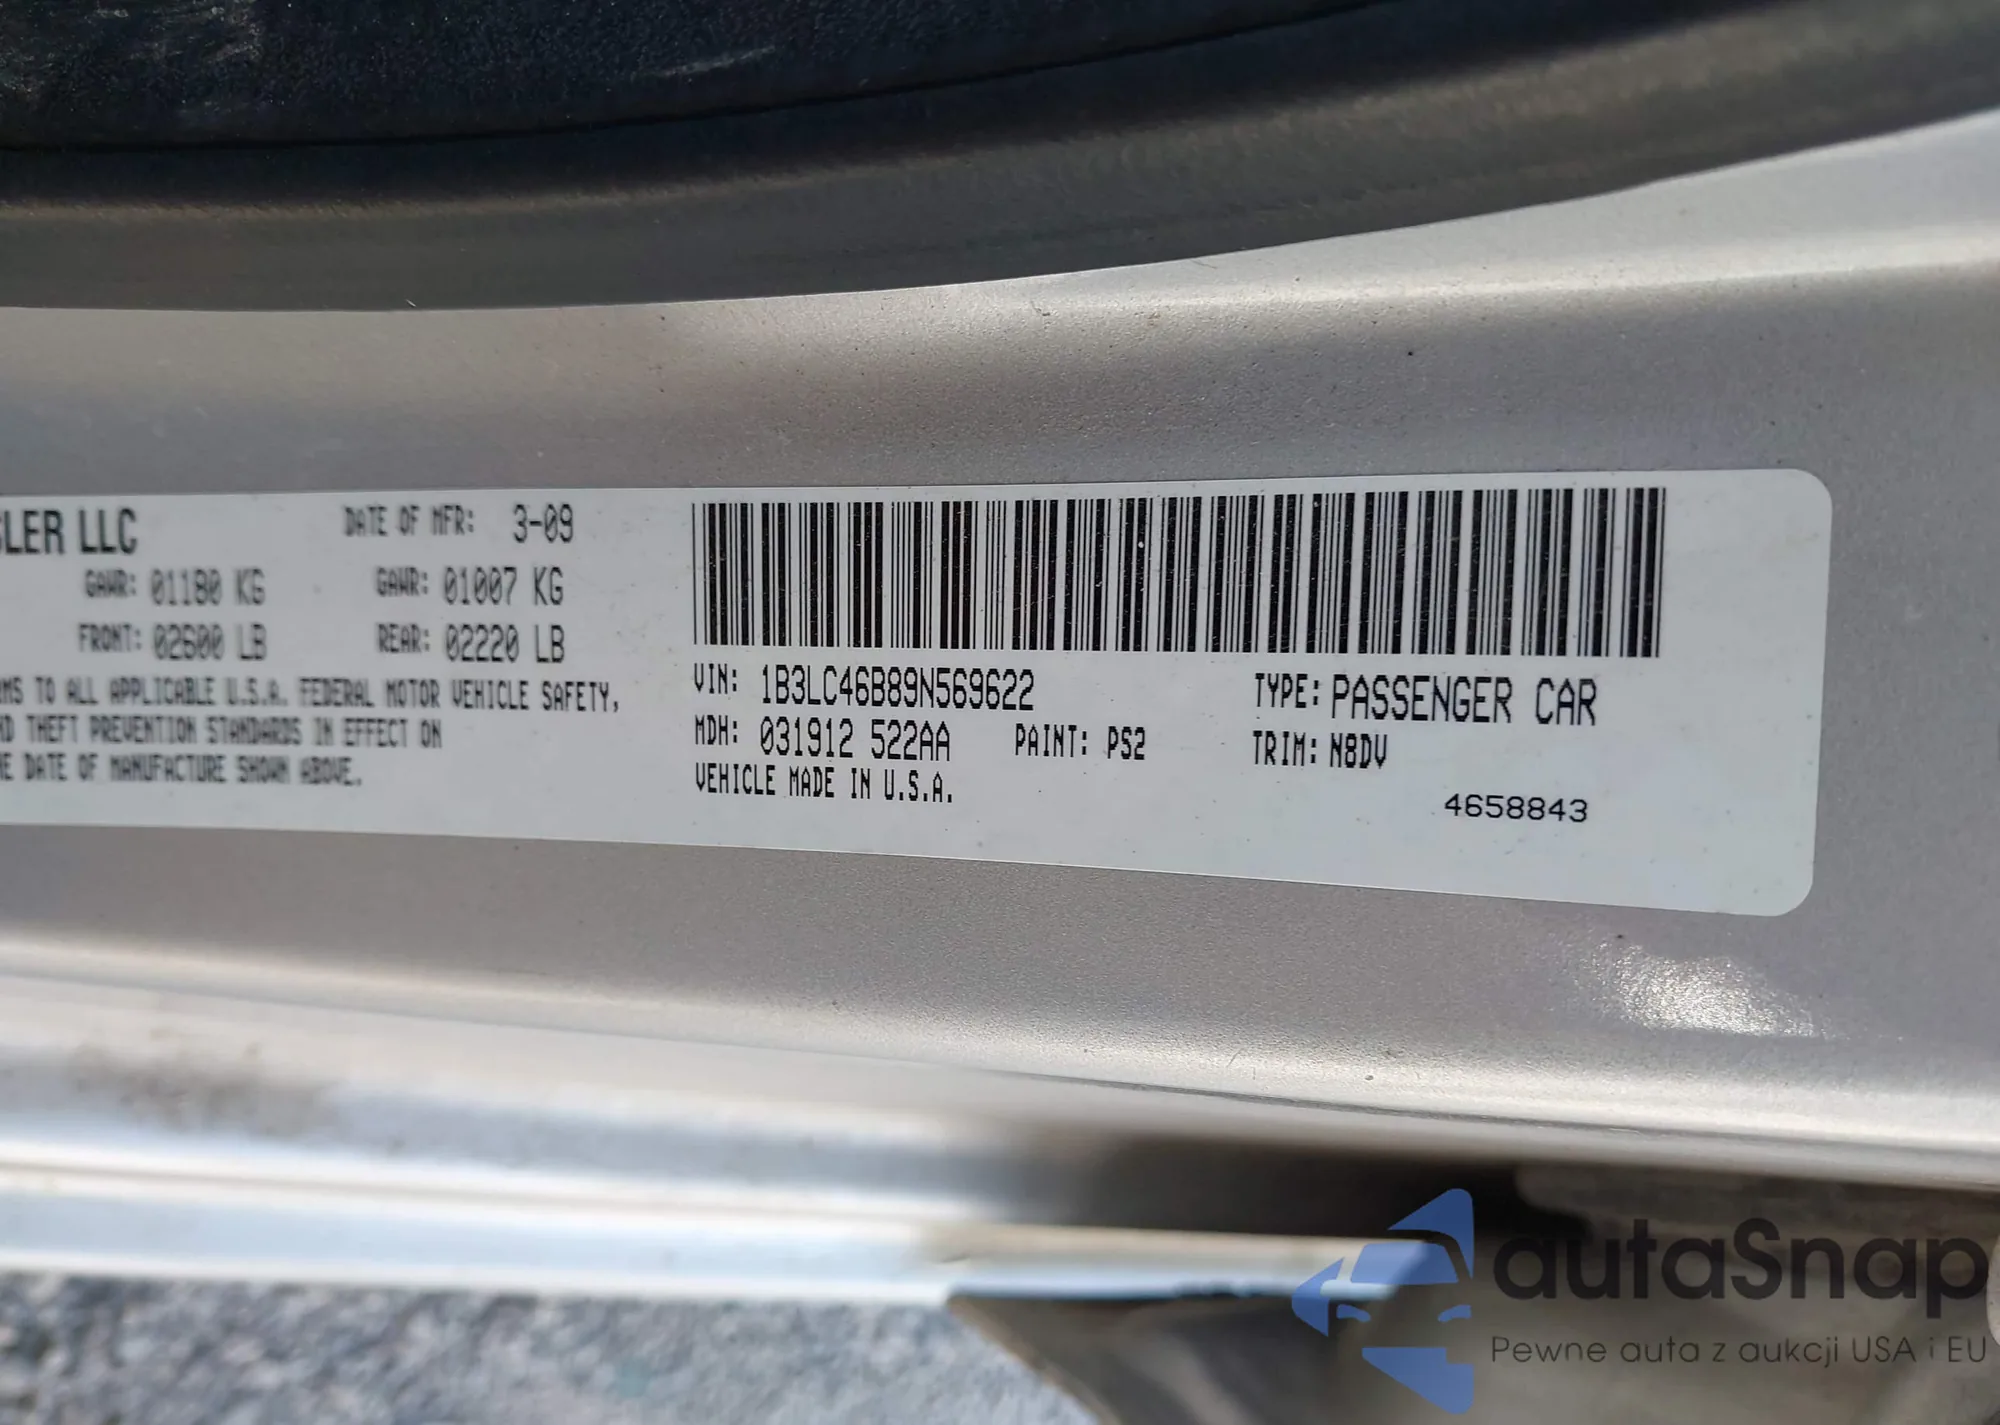 SLER LLC DATE OF MFR: 3-09
GAWR: 01180 KG GAWR: 01007 KG
FRONT: 02600 LB REAR: 02220 LB
MS TO ALL APPLICABLE U.S.A. FEDERAL MOTOR VEHICLE SAFETY,
D THEFT PREVENTION STANDARDS IN EFFECT ON
E DATE OF MANUFACTURE SHOWN ABOVE.
VIN: 1B3LC46B89N569622 TYPE: PASSENGER CAR
MDH: 031912 522AA PAINT: PS2 TRIM: N8DV
VEHICLE MADE IN U.S.A.
4658843
autaSnap
Pewne auta z aukcji USA i EU